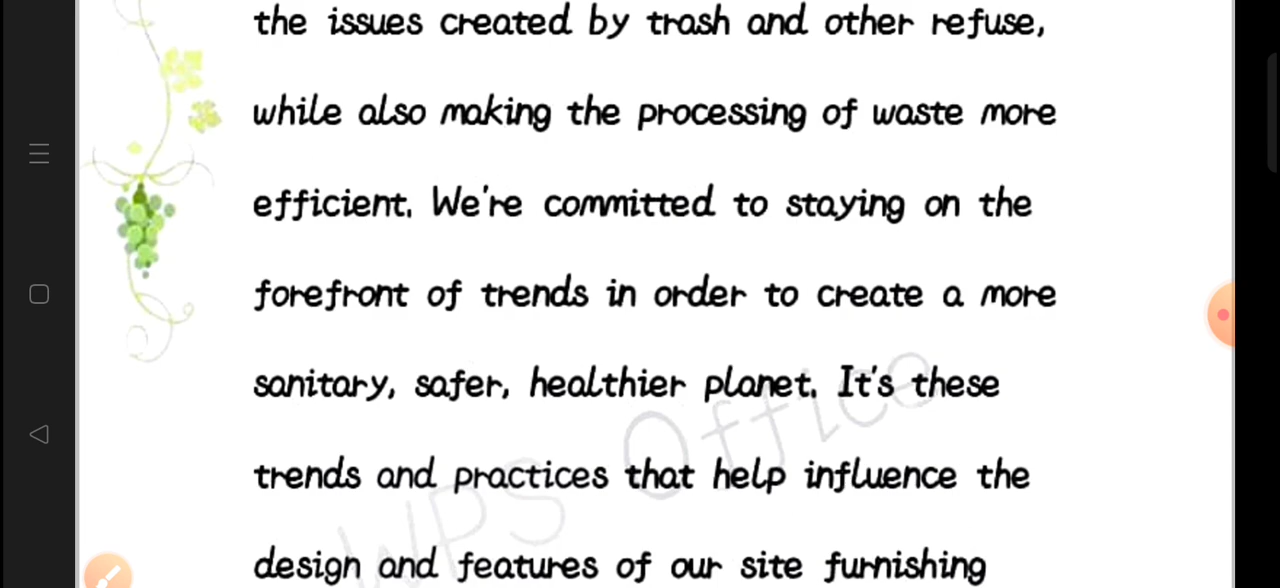 the issues created by trash and other refuse,
while also making the processing of waste more
efficient. We're committed to staying on the
forefront of trends in order to create a more
sanitary, safer, healthier planet. It's these
trends and practices that help influence the
design and features of our site furnishing
WPS Office